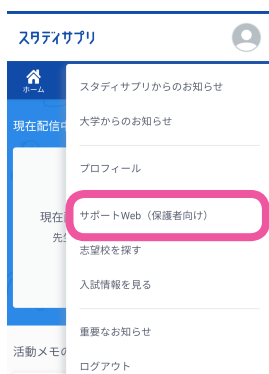 スタディサプリ
ホーム
スタディサプリからのお知らせ
大学からのお知らせ
現在配信中
プロフィール
サポートWeb（保護者向け）
現在
先生
志望校を探す
入試情報を見る
重要なお知らせ
活動メモの
ログアウト